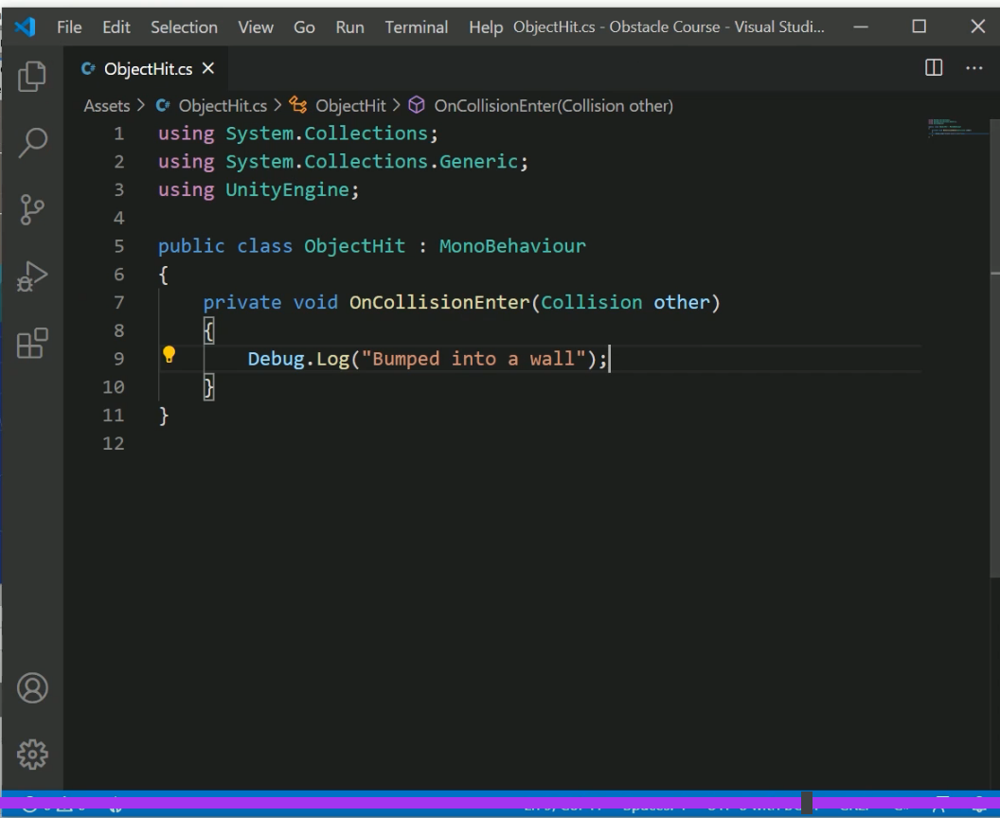 File Edit Selection View Go Run Terminal Help ObjectHit.cs - Obstacle Course - Visual Studi...
ObjectHit.cs
Assets > ObjectHit.cs > ObjectHit > OnCollisionEnter(Collision other)
1 using System.Collections;
2 using System.Collections.Generic;
3 using UnityEngine;
4
5 public class ObjectHit : MonoBehaviour
6 {
7 private void OnCollisionEnter(Collision other)
8 {
9 Debug.Log("Bumped into a wall");
10 }
11 }
12